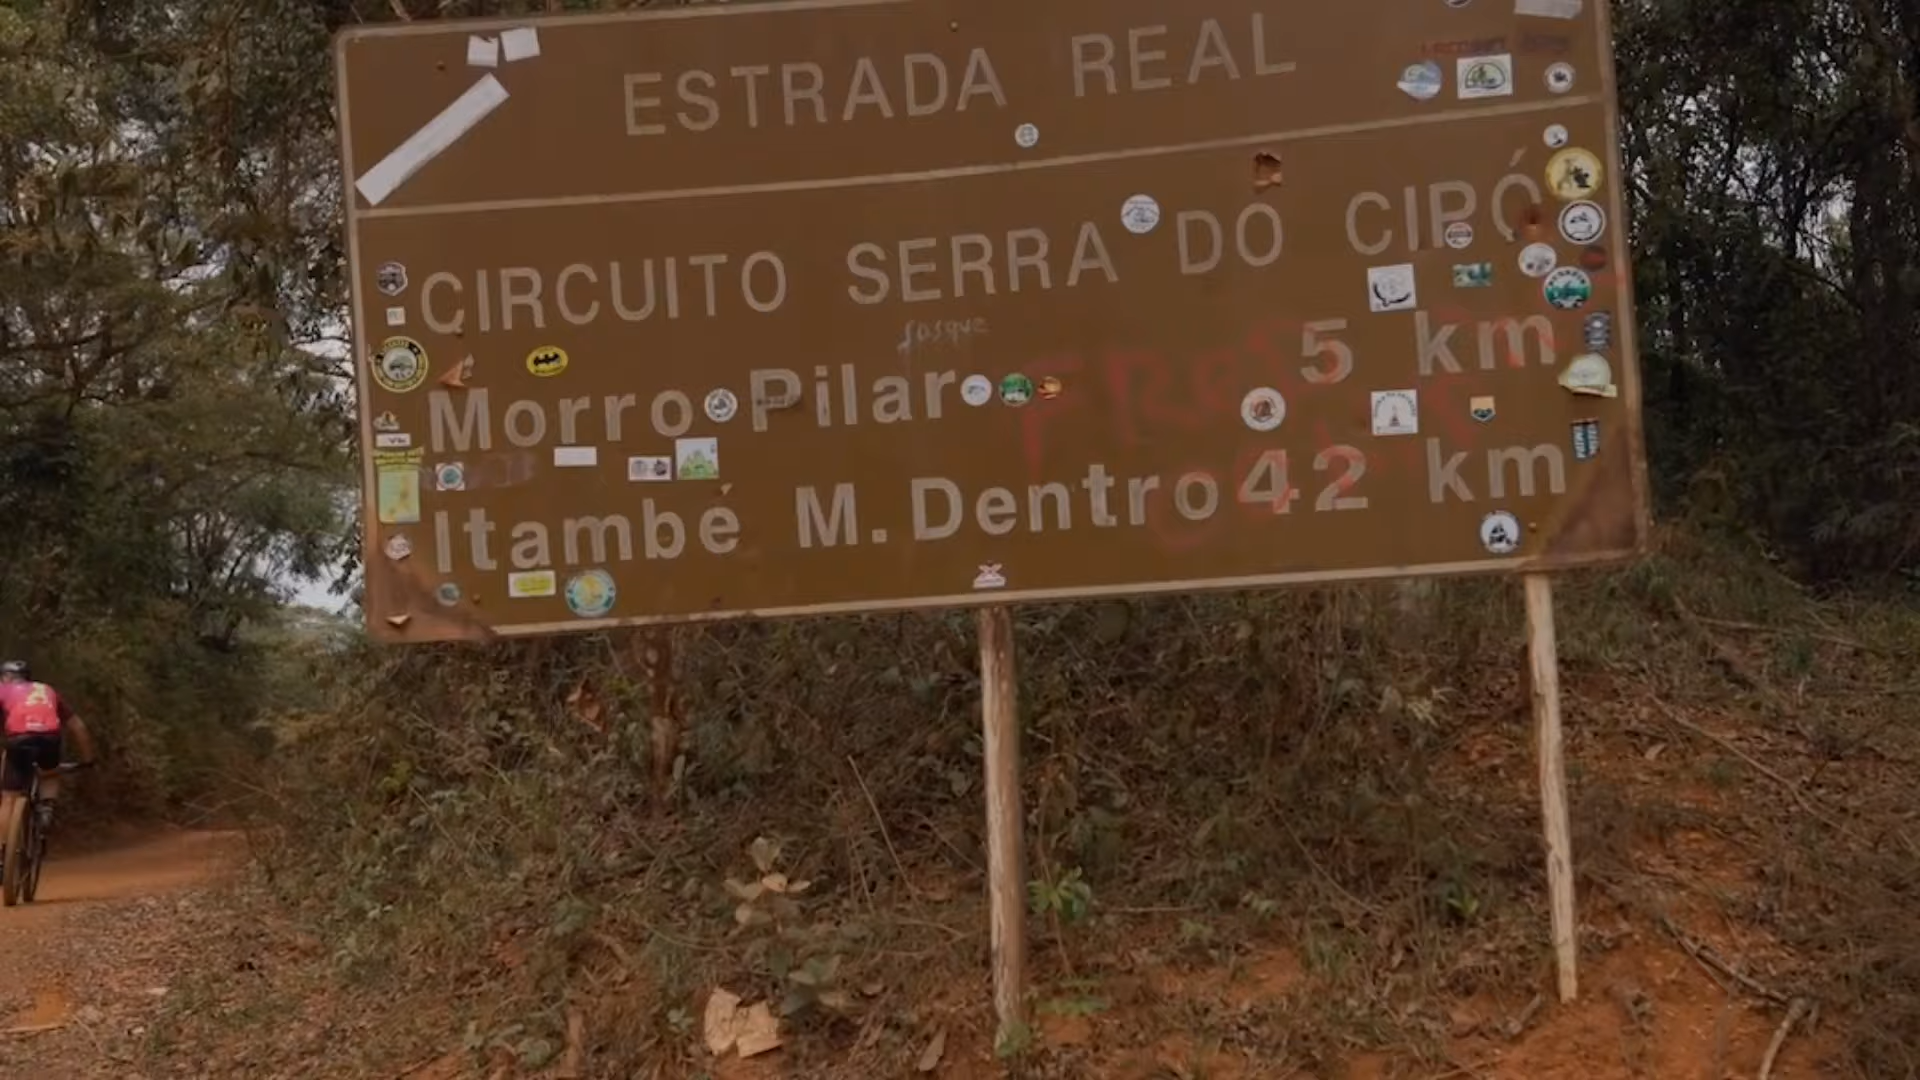 ESTRADA REAL
CIRCUITO SERRA DO CIPÓ
Morro Pilar 5 km
Itambé M. Dentro 42 km